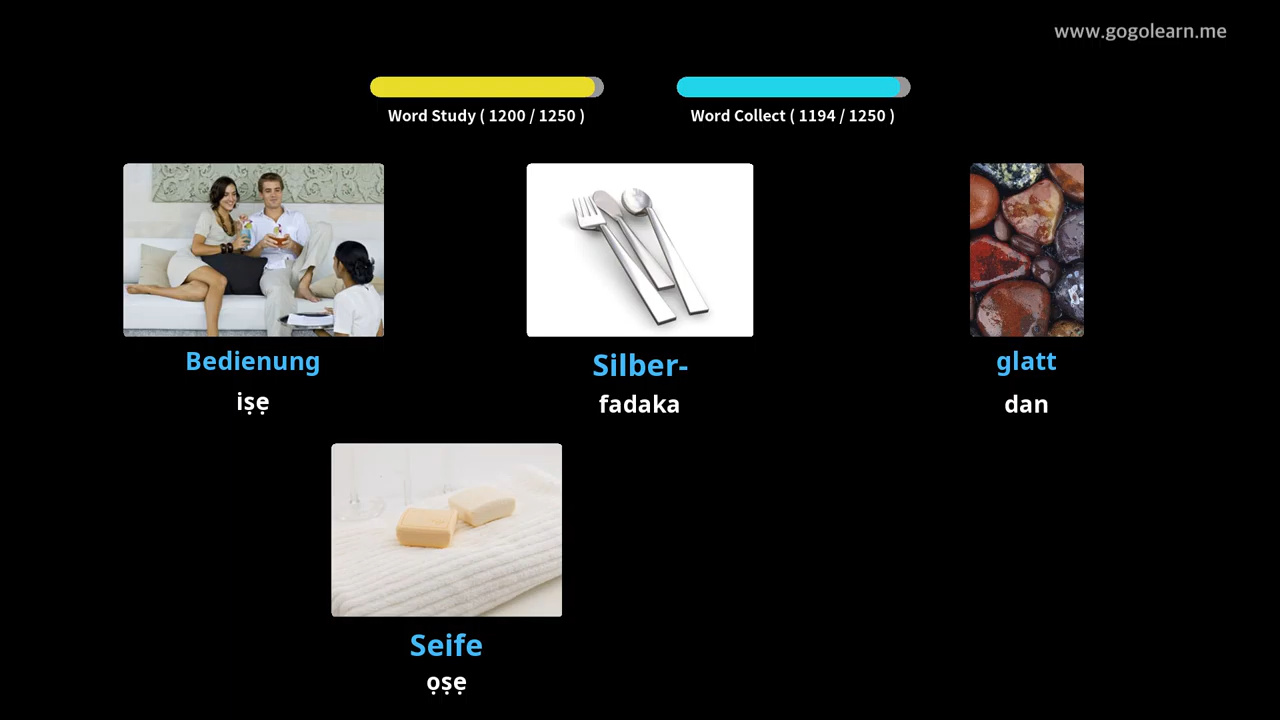 www.gogolearn.me
Word Study ( 1200 / 1250 )
Word Collect ( 1194 / 1250 )
Bedienung
iṣẹ
Silber-
fadaka
glatt
dan
Seife
ọṣẹ